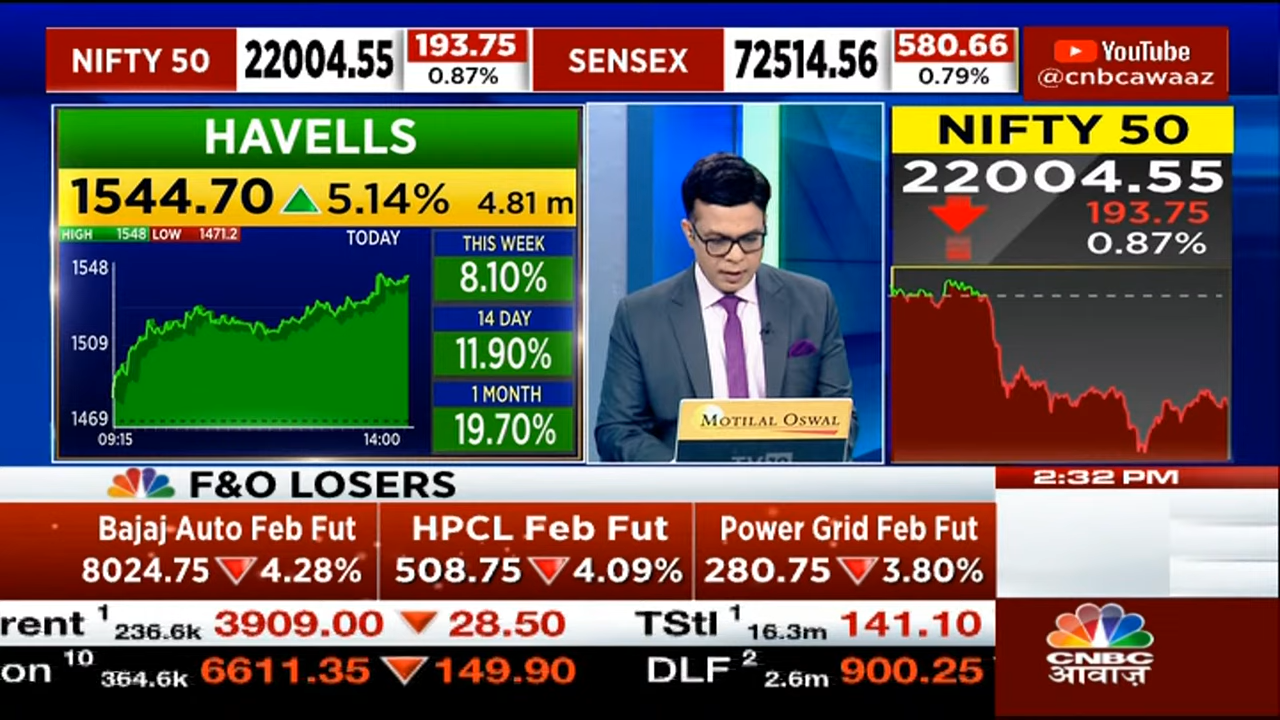 NIFTY 50 22004.55 193.75 0.87% SENSEX 72514.56 580.66 0.79% YouTube
@cnbcawaaz
HAVELLS
1544.70 5.14% 4.81 m
HIGH 1548 LOW 1471.2 TODAY
1548
1509
1469
09:15 14:00
THIS WEEK
8.10%
14 DAY
11.90%
1 MONTH
19.70%
MOTILAL OSWAL
NIFTY 50
22004.55
193.75
0.87%
F&O LOSERS
2:32 PM
Bajaj Auto Feb Fut HPCL Feb Fut Power Grid Feb Fut
8024.75 4.28% 508.75 4.09% 280.75 3.80%
rent 1 236.6k 3909.00 28.50 TStl 1 16.3m 141.10
on 10 364.6k 6611.35 149.90 DLF 2 2.6m 900.25
CNBC
आवाज़